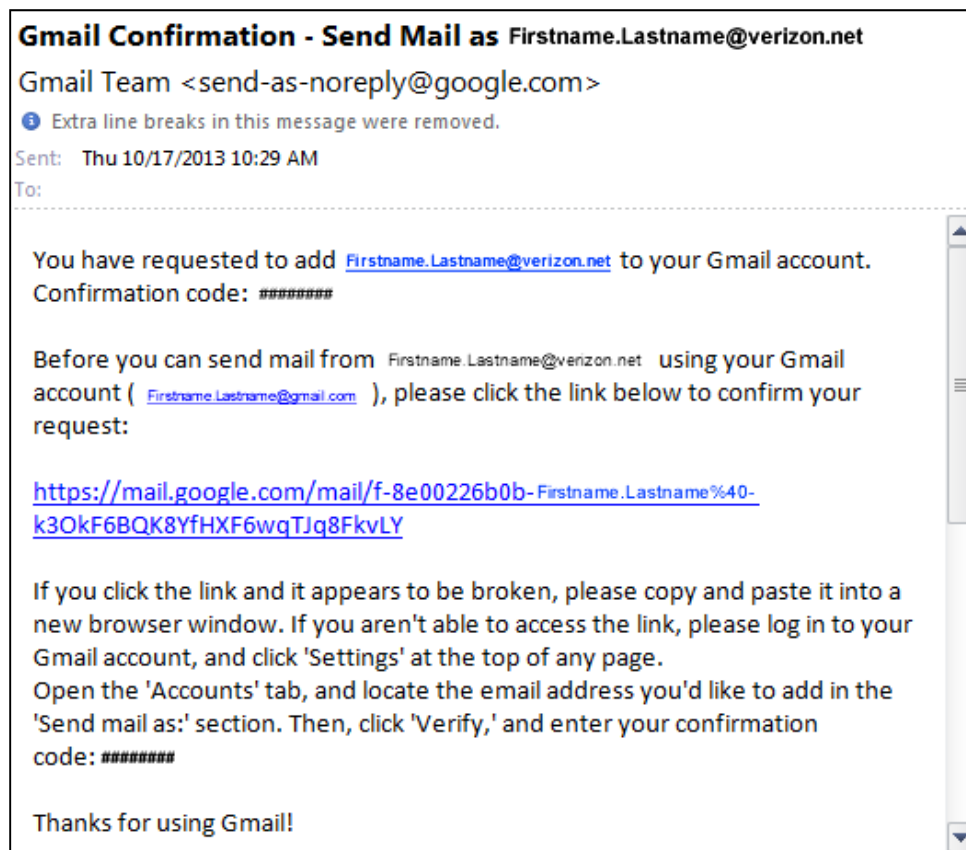 Gmail Confirmation - Send Mail as Firstname.Lastname@verizon.net
Gmail Team <send-as-noreply@google.com>
Extra line breaks in this message were removed.
Sent: Thu 10/17/2013 10:29 AM
To:
You have requested to add Firstname.Lastname@verizon.net to your Gmail account.
Confirmation code: ########
Before you can send mail from Firstname.Lastname@verizon.net using your Gmail
account ( Firstname.Lastname@gmail.com ), please click the link below to confirm your
request:
https://mail.google.com/mail/f-8e00226b0b-Firstname.Lastname%40-
k3OkF6BQK8YfHXF6wqTJq8FkvLY
If you click the link and it appears to be broken, please copy and paste it into a
new browser window. If you aren't able to access the link, please log in to your
Gmail account, and click 'Settings' at the top of any page.
Open the 'Accounts' tab, and locate the email address you'd like to add in the
'Send mail as:' section. Then, click 'Verify,' and enter your confirmation
code: ########
Thanks for using Gmail!